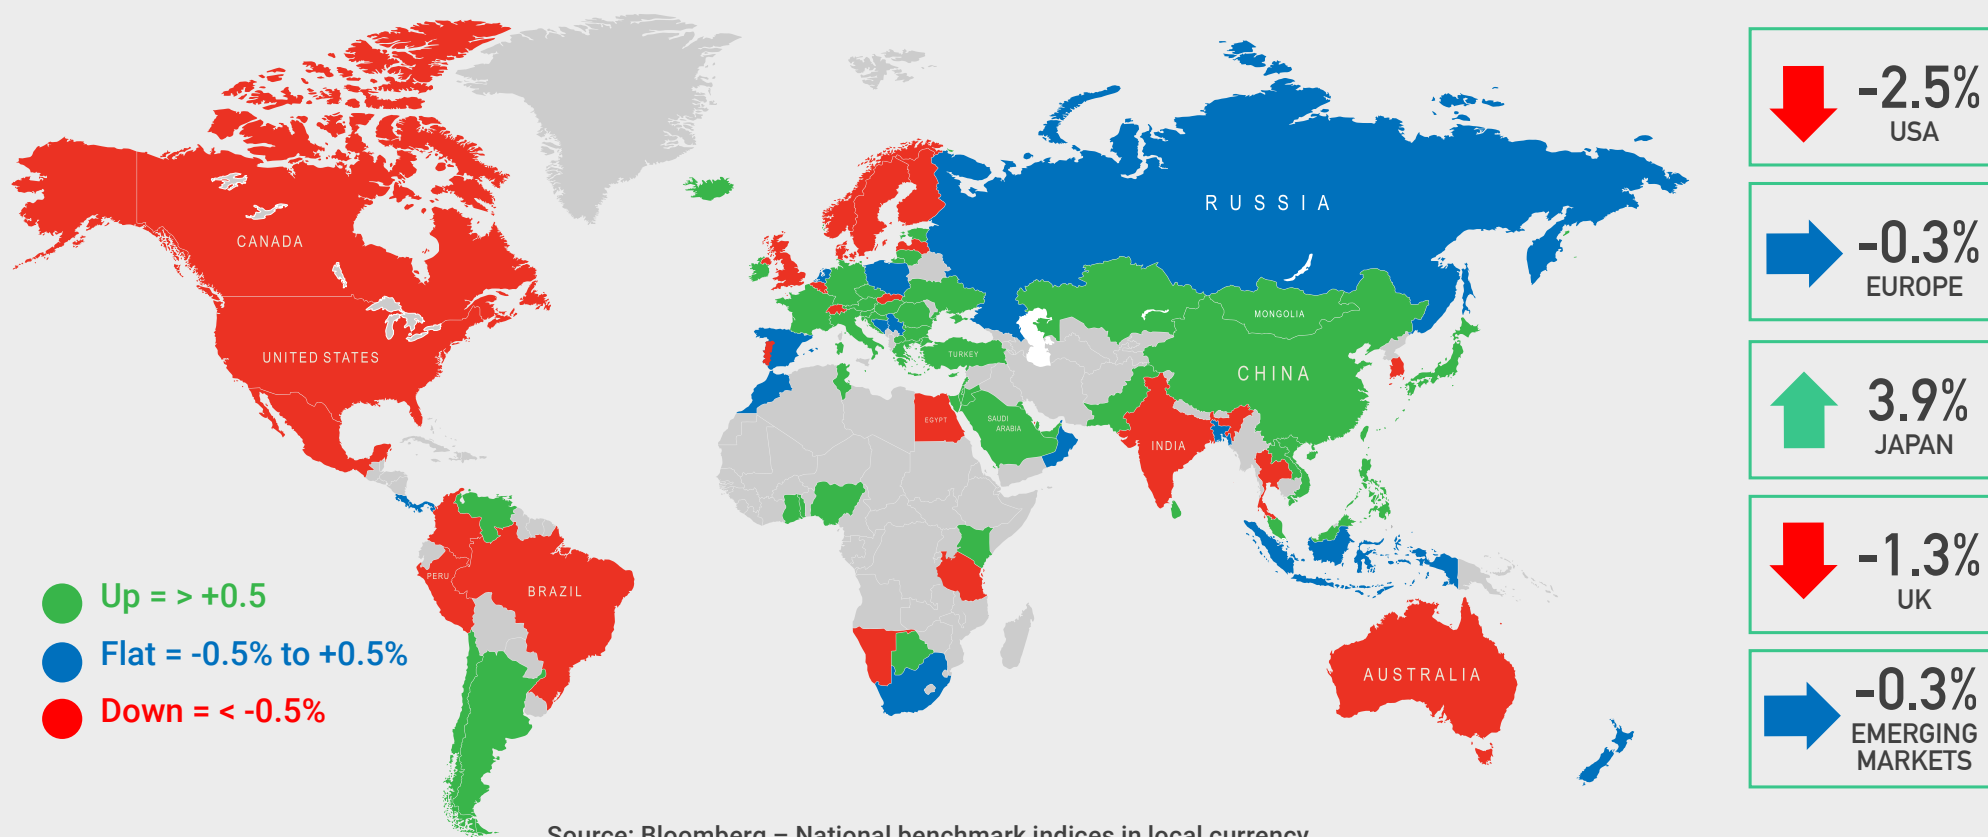 CANADA
UNITED STATES
PERU
BRAZIL
RUSSIA
MONGOLIA
CHINA
TURKEY
EGYPT
SAUDI
ARABIA
INDIA
AUSTRALIA
Up = > +0.5
Flat = -0.5% to +0.5%
Down = < -0.5%
-2.5%
USA
-0.3%
EUROPE
3.9%
JAPAN
-1.3%
UK
-0.3%
EMERGING
MARKETS
Source: Bloomberg – National benchmark indices in local currency